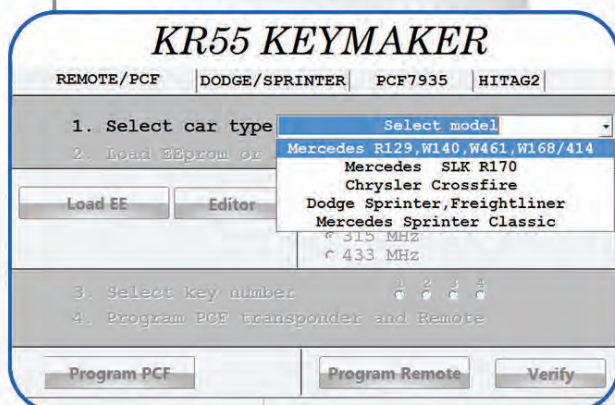 KR55 KEYMAKER
REMOTE/PCF DODGE/SPRINTER PCF7935 HITAG2
1. Select car type Select model
Mercedes R129,W140,W461,W168/414
2. Load EEprom or
Mercedes SLK R170
Chrysler Crossfire
Load EE Editor Dodge Sprinter,Freightliner
Mercedes Sprinter Classic
315 MHz
433 MHz
3. Select key number 1 2 3 4
4. Program PCF transponder and Remote
Program PCF Program Remote Verify